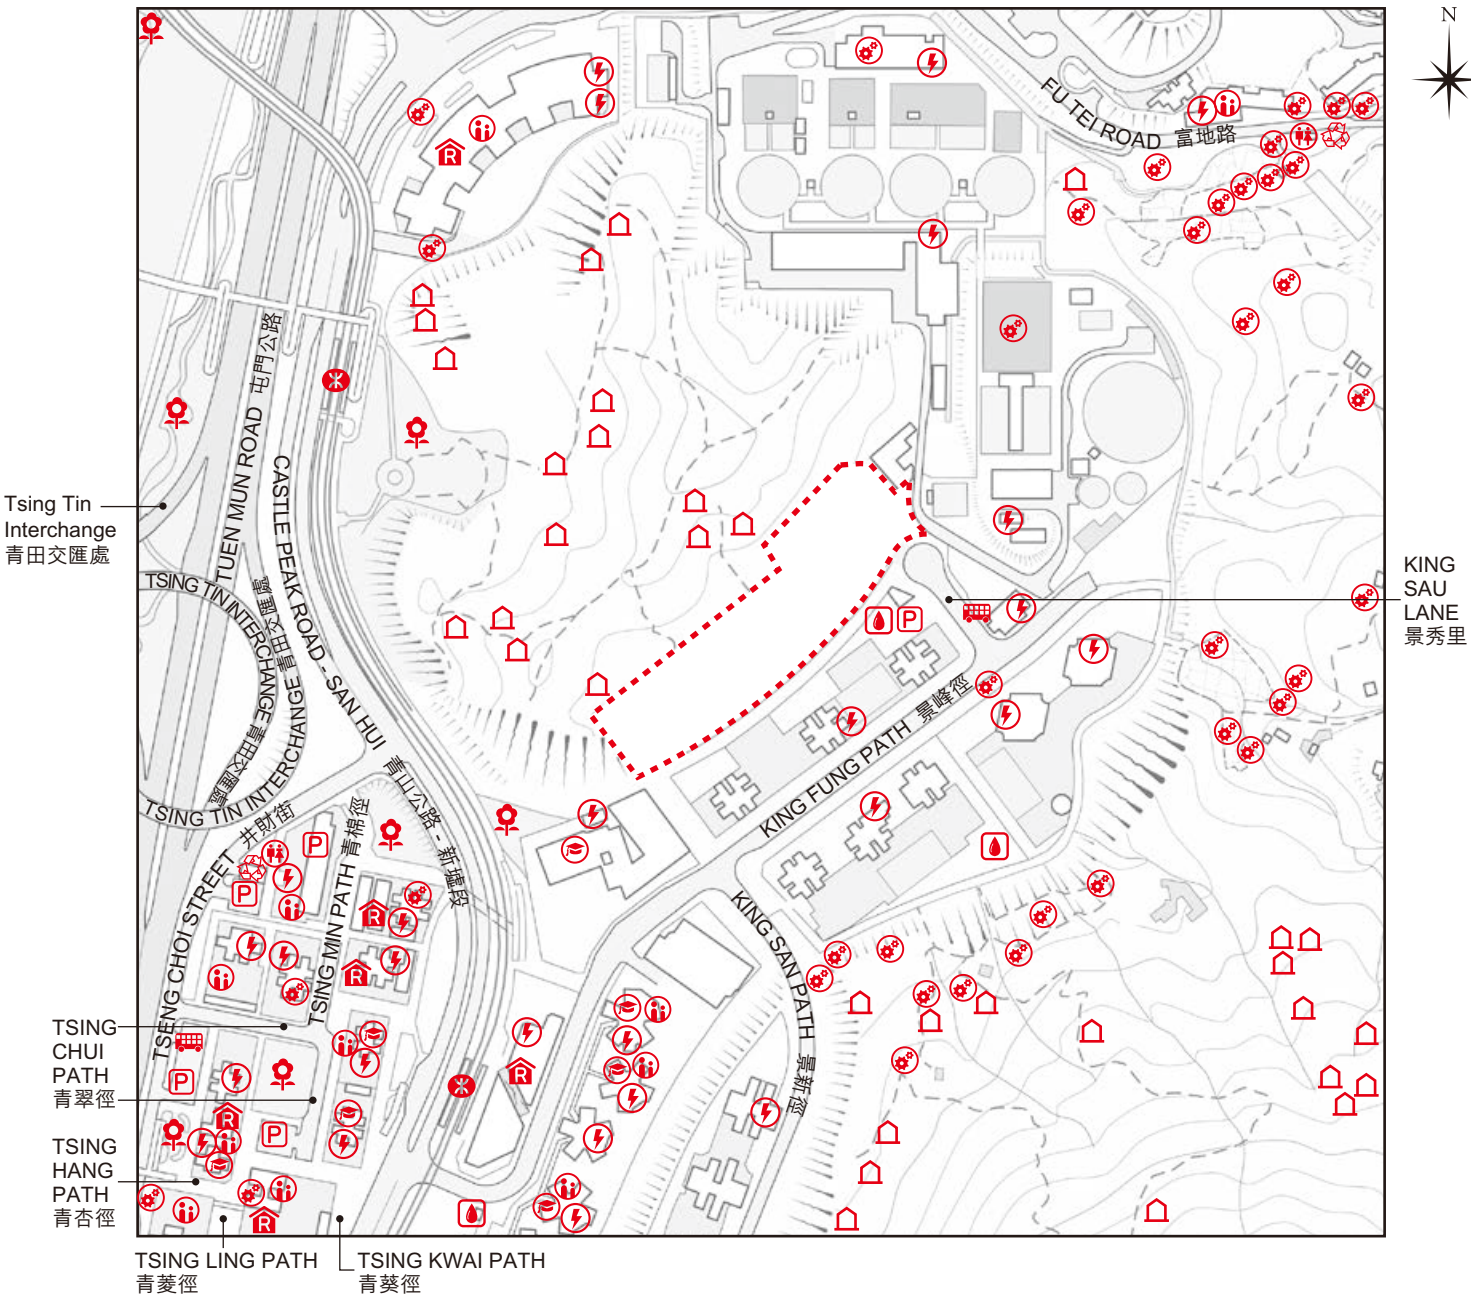 N
FU TEI ROAD 富地路
TUEN MUN ROAD 屯門公路
CASTLE PEAK ROAD - SAN HUI 青山公路 - 新墟段
Tsing Tin
Interchange
青田交匯處
TSING TIN INTERCHANGE 青田交匯處
TSING TIN INTERCHANGE 青田交匯處
KING
SAU
LANE
景秀里
KING FUNG PATH 景峰徑
KING SAN PATH 景新徑
TSENG CHOI STREET 井財街
TSING MIN PATH 青棉徑
TSING
CHUI
PATH
青翠徑
TSING
HANG
PATH
青杏徑
TSING LING PATH
青菱徑
TSING KWAI PATH
青葵徑
R
R
R
R
R
R
P
P
P
P
P